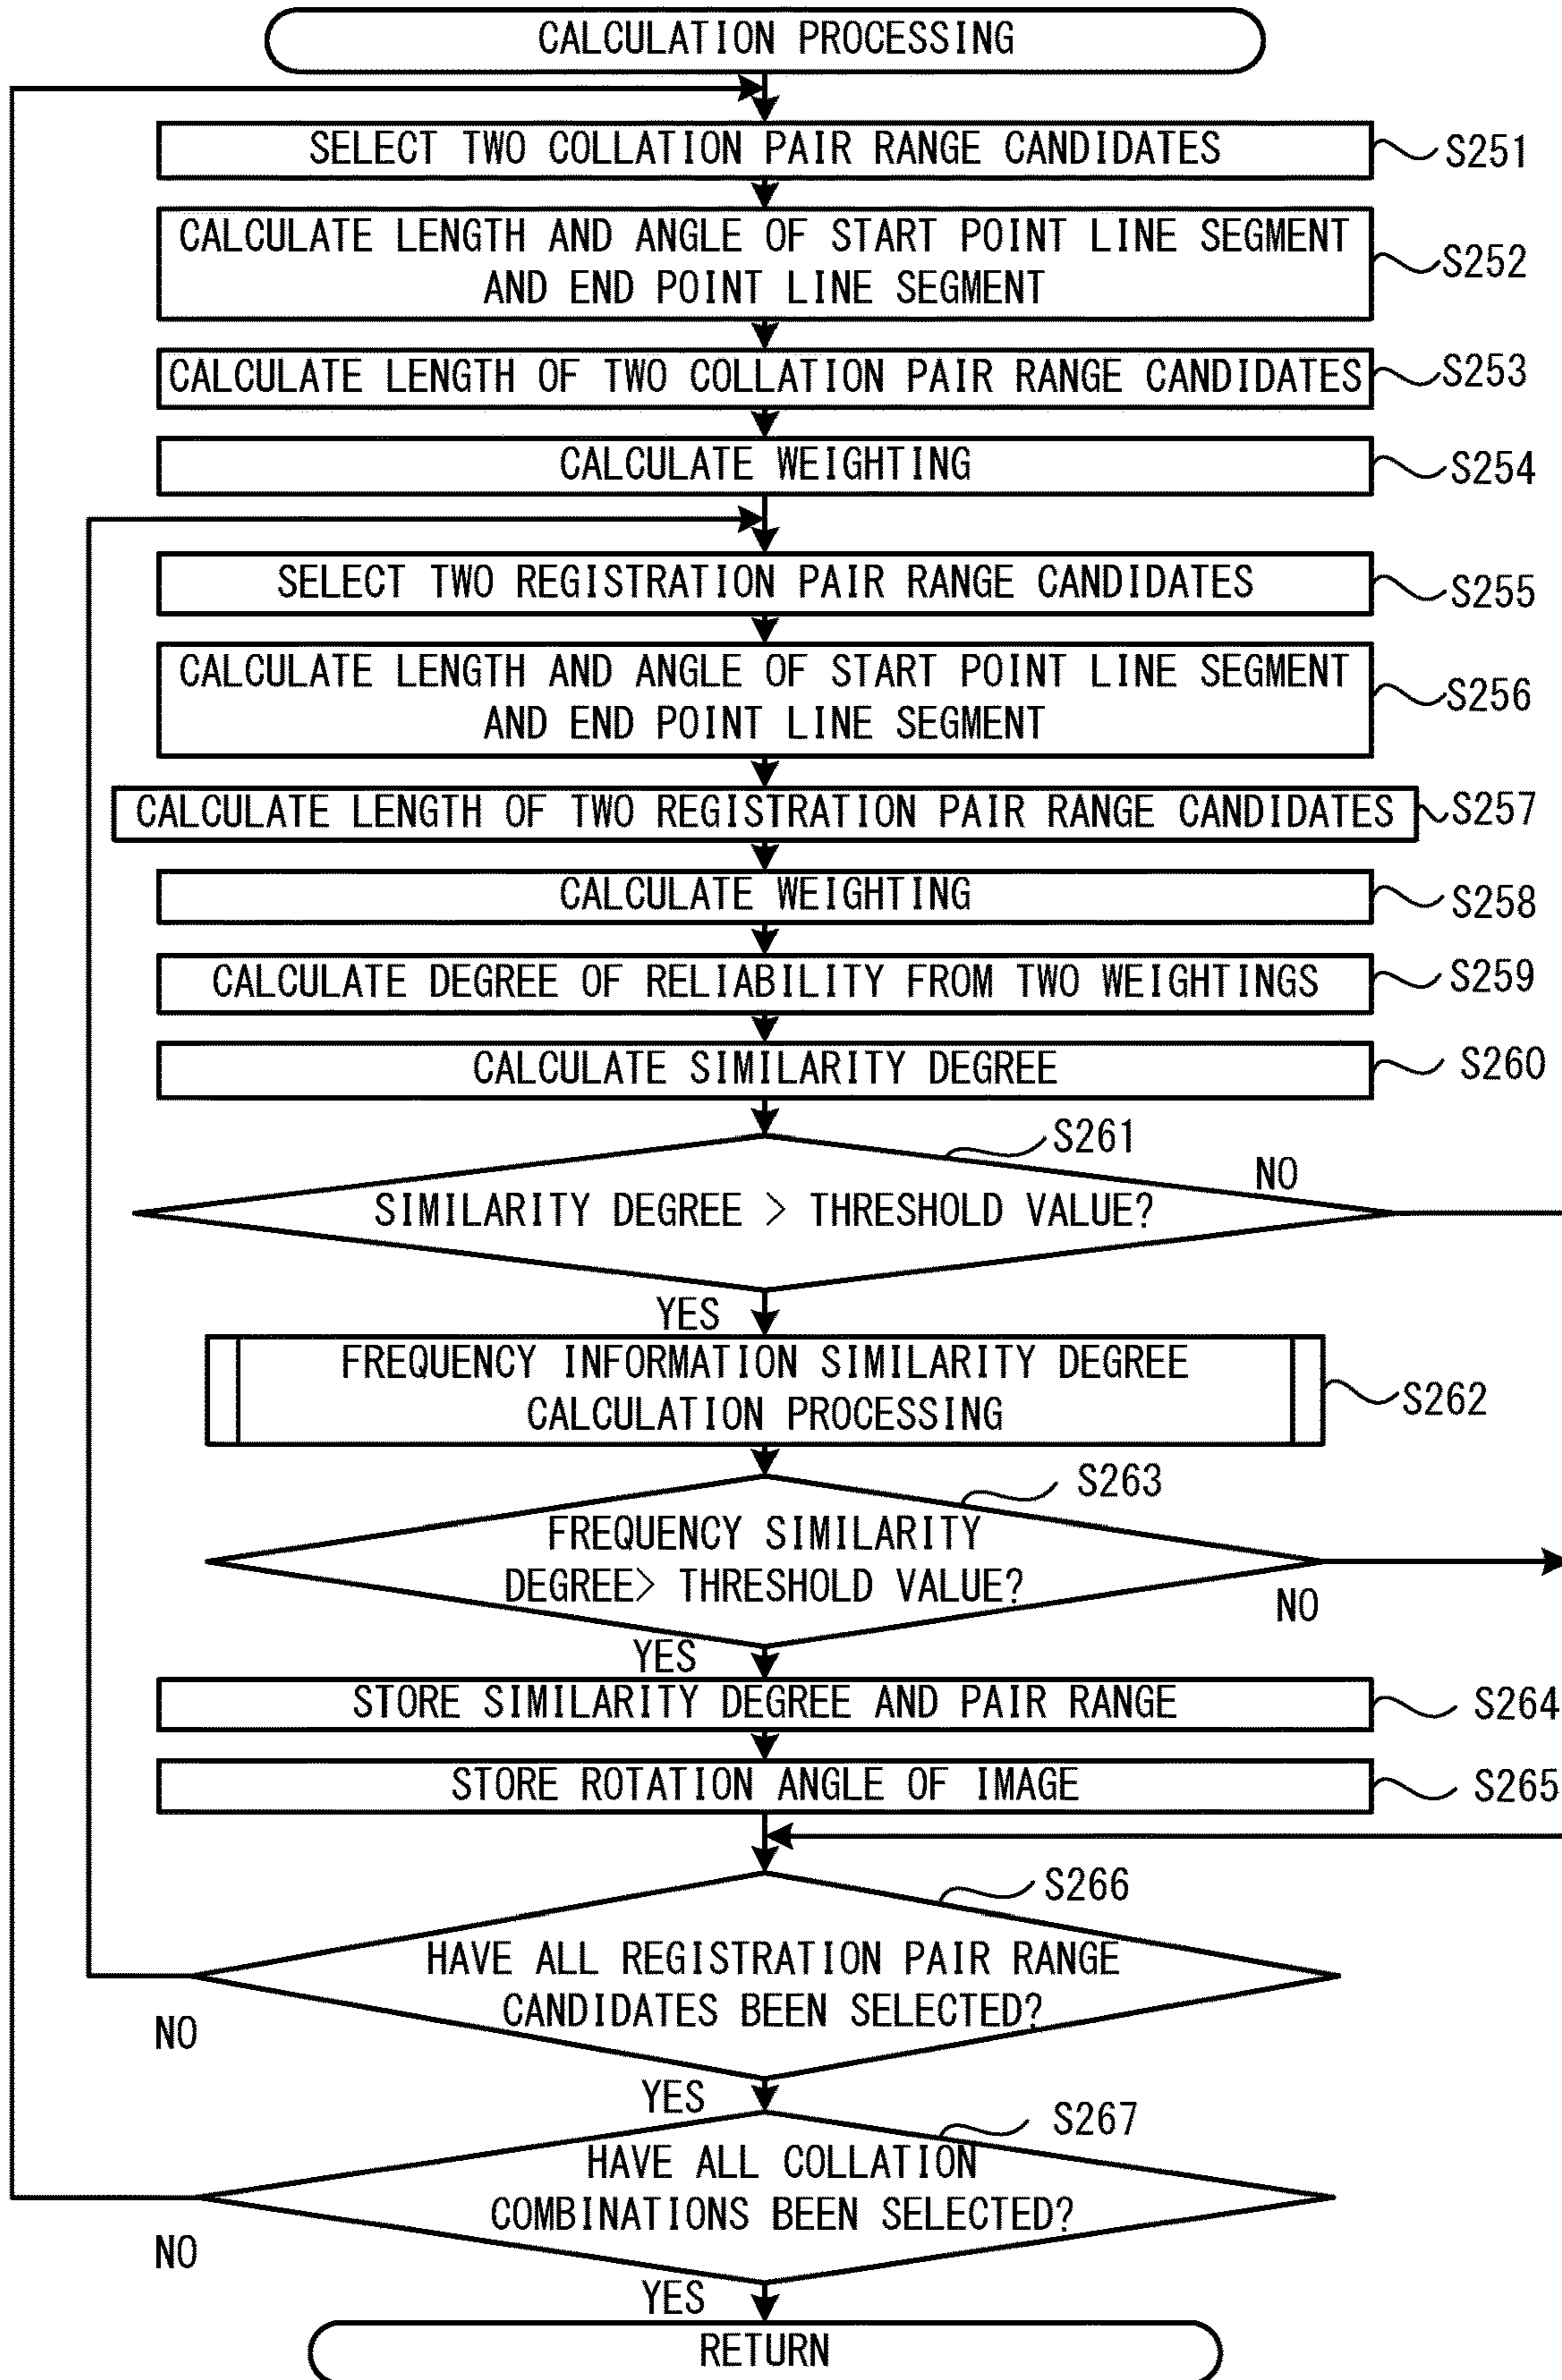 CALCULATION PROCESSING
SELECT TWO COLLATION PAIR RANGE CANDIDATES
S251
CALCULATE LENGTH AND ANGLE OF START POINT LINE SEGMENT
AND END POINT LINE SEGMENT
S252
CALCULATE LENGTH OF TWO COLLATION PAIR RANGE CANDIDATES
S253
CALCULATE WEIGHTING
S254
SELECT TWO REGISTRATION PAIR RANGE CANDIDATES
S255
CALCULATE LENGTH AND ANGLE OF START POINT LINE SEGMENT
AND END POINT LINE SEGMENT
S256
CALCULATE LENGTH OF TWO REGISTRATION PAIR RANGE CANDIDATES
S257
CALCULATE WEIGHTING
S258
CALCULATE DEGREE OF RELIABILITY FROM TWO WEIGHTINGS
S259
CALCULATE SIMILARITY DEGREE
S260
S261
NO
SIMILARITY DEGREE > THRESHOLD VALUE?
YES
FREQUENCY INFORMATION SIMILARITY DEGREE
CALCULATION PROCESSING
S262
S263
FREQUENCY SIMILARITY
DEGREE> THRESHOLD VALUE?
NO
YES
STORE SIMILARITY DEGREE AND PAIR RANGE
S264
STORE ROTATION ANGLE OF IMAGE
S265
S266
HAVE ALL REGISTRATION PAIR RANGE
CANDIDATES BEEN SELECTED?
NO
YES
S267
HAVE ALL COLLATION
COMBINATIONS BEEN SELECTED?
NO
YES
RETURN